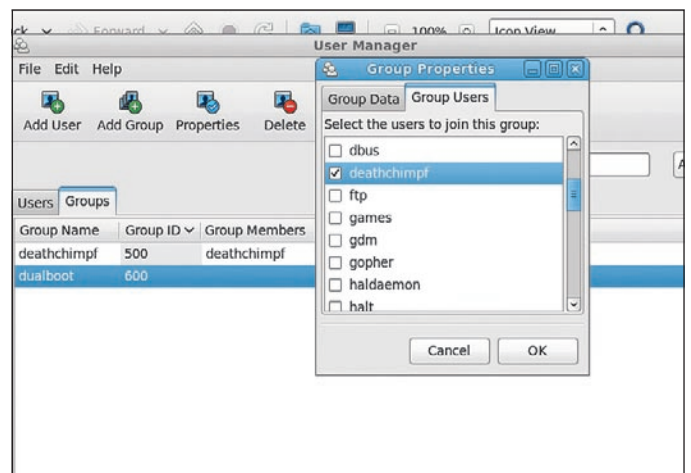 Forward
100%
Icon View
User Manager
File Edit Help
Group Properties
Add User Add Group Properties Delete
Group Data Group Users
Select the users to join this group:
dbus
deathchimpf
ftp
games
gdm
gopher
haldaemon
halt
Users Groups
Group Name Group ID Group Members
deathchimpf 500 deathchimpf
dualboot 600
Cancel OK